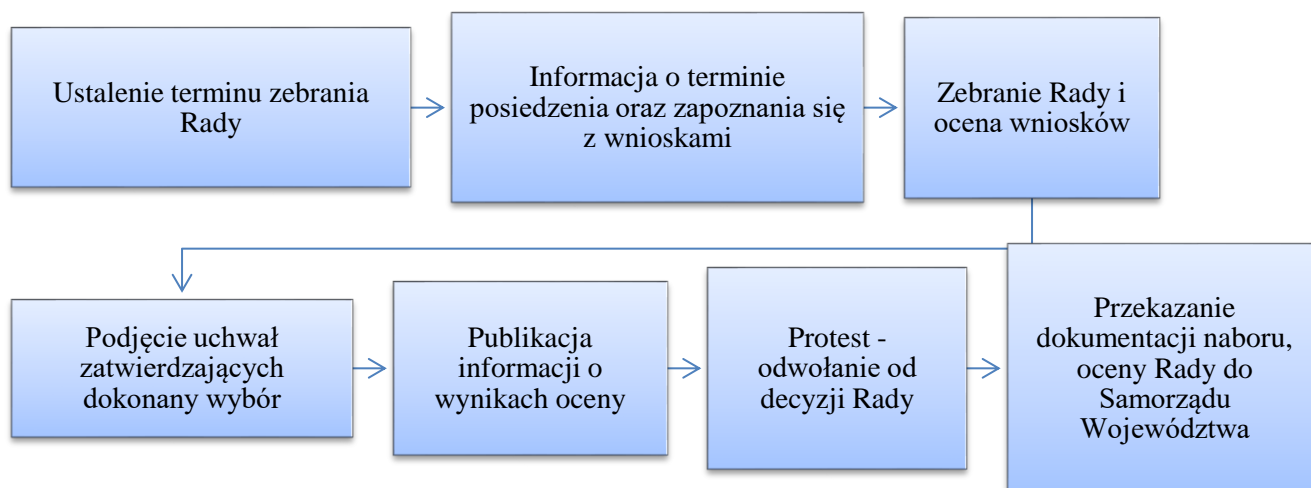 Ustalenie terminu zebrania
Rady
Informacja o terminie
posiedzenia oraz zapoznania się
z wnioskami
Zebranie Rady i
ocena wniosków
Podjęcie uchwał
zatwierdzających
dokonany wybór
Publikacja
informacji o
wynikach oceny
Protest -
odwołanie od
decyzji Rady
Przekazanie
dokumentacji naboru,
oceny Rady do
Samorządu
Województwa